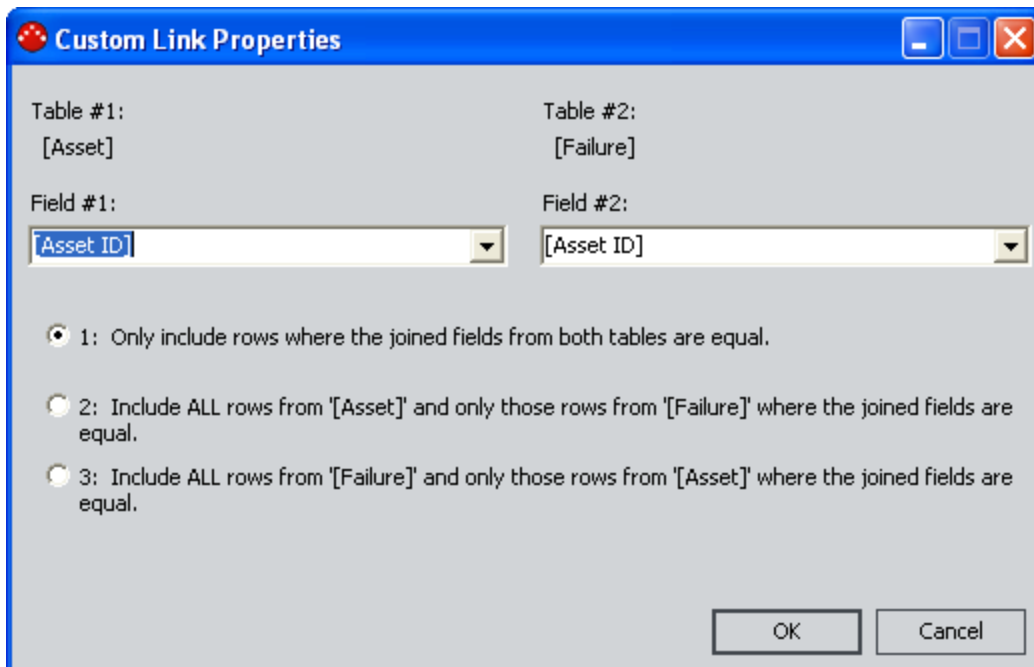 Custom Link Properties
Table #1:
Table #2:
[Asset]
[Failure]
Field #1:
Field #2:
[Asset ID]
[Asset ID]
1: Only include rows where the joined fields from both tables are equal.
2: Include ALL rows from '[Asset]' and only those rows from '[Failure]' where the joined fields are
equal.
3: Include ALL rows from '[Failure]' and only those rows from '[Asset]' where the joined fields are
equal.
OK
Cancel